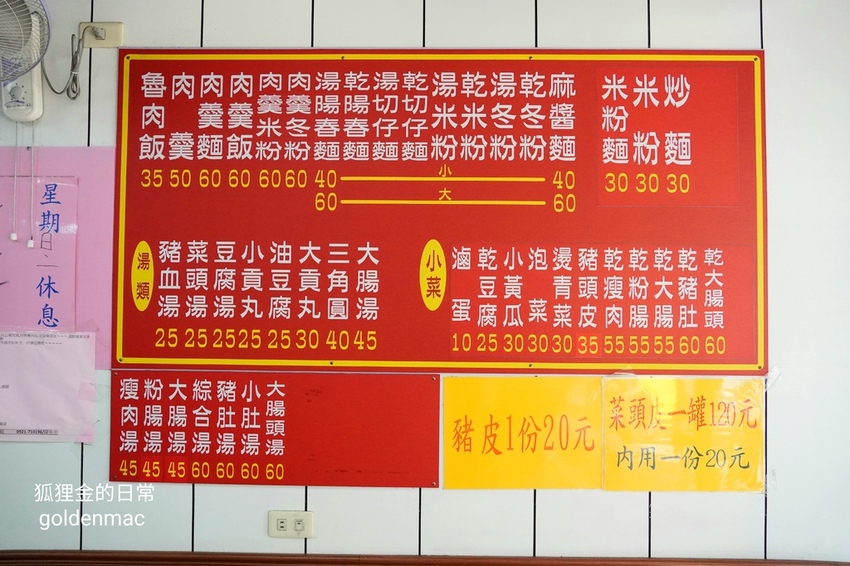 魯肉飯 35
肉羹 50
肉羹麵 60
肉羹飯 60
肉羹米粉 60
肉羹冬粉 60
湯陽春麵
乾陽春麵
湯切仔麵
乾切仔麵
湯米粉
乾米粉
湯冬粉
乾冬粉
麻醬麵
40 小 40
60 大 60
米粉麵 30
米粉 30
炒麵 30
湯類
豬血湯 25
菜頭湯 25
豆腐湯 25
小貢丸 25
油豆腐 25
大貢丸 30
三角圓 40
大腸湯 45
小菜
滷蛋 10
乾豆腐 25
小黃瓜 30
泡菜 30
燙青菜 30
豬頭皮 35
乾瘦肉 55
乾粉腸 55
乾大腸 55
乾豬肚 60
乾大腸頭 60
瘦肉湯 45
粉腸湯 45
大腸湯 45
綜合湯 60
豬肚湯 60
小肚湯 60
大腸頭湯 60
豬皮1份20元
菜頭皮一罐120元
內用一份20元
星期日、
休息
狐狸金的日常
goldenmac